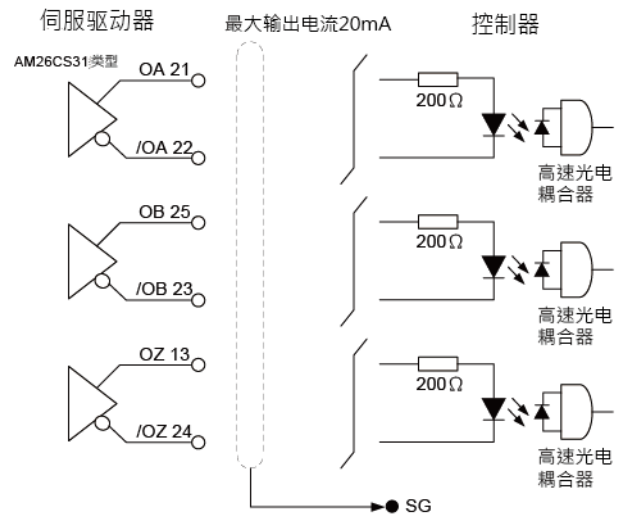 伺服驱动器
最大输出电流20mA
控制器
AM26CS31类型
OA 21
200Ω
/OA 22
高速光电
耦合器
OB 25
200Ω
/OB 23
高速光电
耦合器
OZ 13
200Ω
/OZ 24
高速光电
耦合器
SG